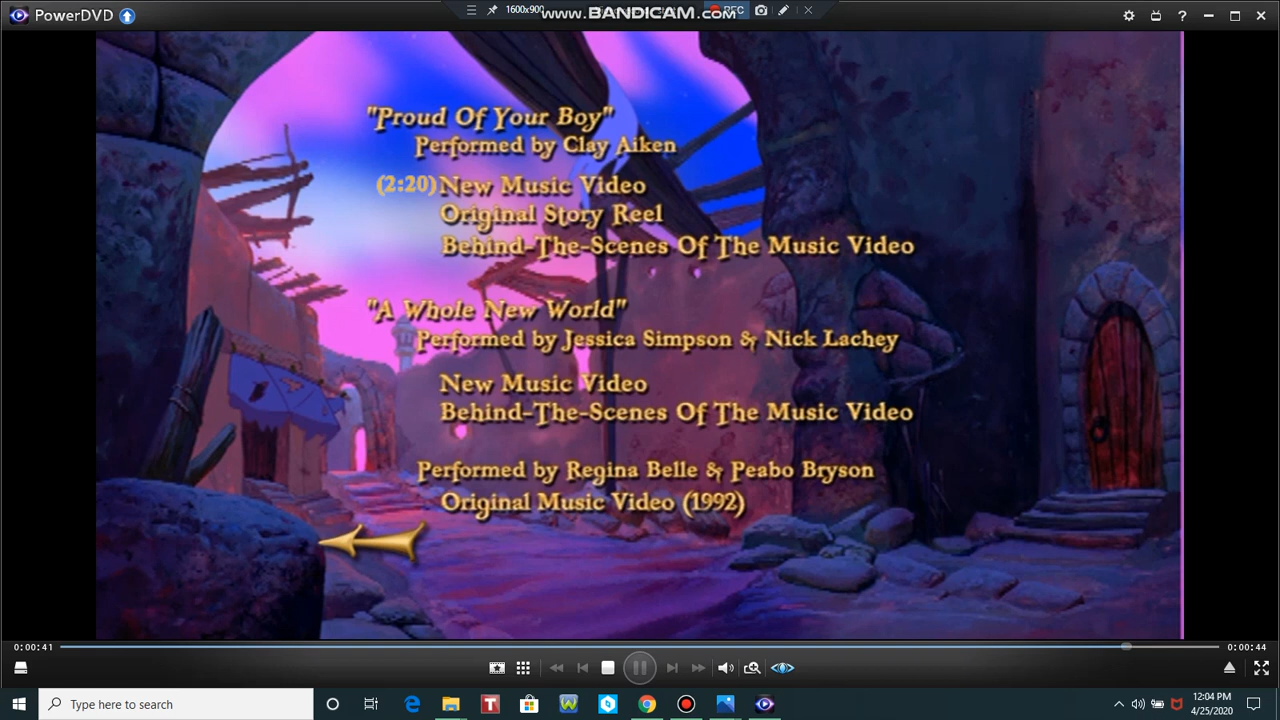 PowerDVD
1600x900
www.BANDICAM.com
REC
"Proud Of Your Boy"
Performed by Clay Aiken
(2:20) New Music Video
Original Story Reel
Behind-The-Scenes Of The Music Video
"A Whole New World"
Performed by Jessica Simpson & Nick Lachey
New Music Video
Behind-The-Scenes Of The Music Video
Performed by Regina Belle & Peabo Bryson
Original Music Video (1992)
0:00:41
0:00:44
Type here to search
12:04 PM
4/25/2020